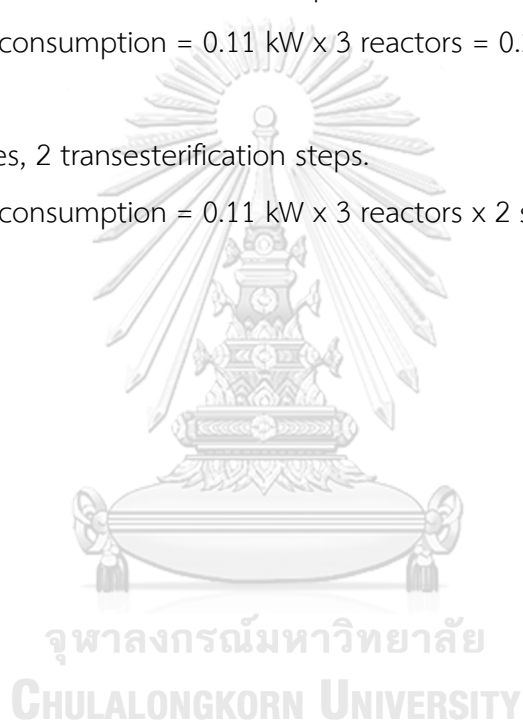 consumption = 0.11 kW x 3 reactors = 0.
es, 2 transesterification steps.
consumption = 0.11 kW x 3 reactors x 2 s
จุฬาลงกรณ์มหาวิทยาลัย
CHULALONGKORN UNIVERSITY